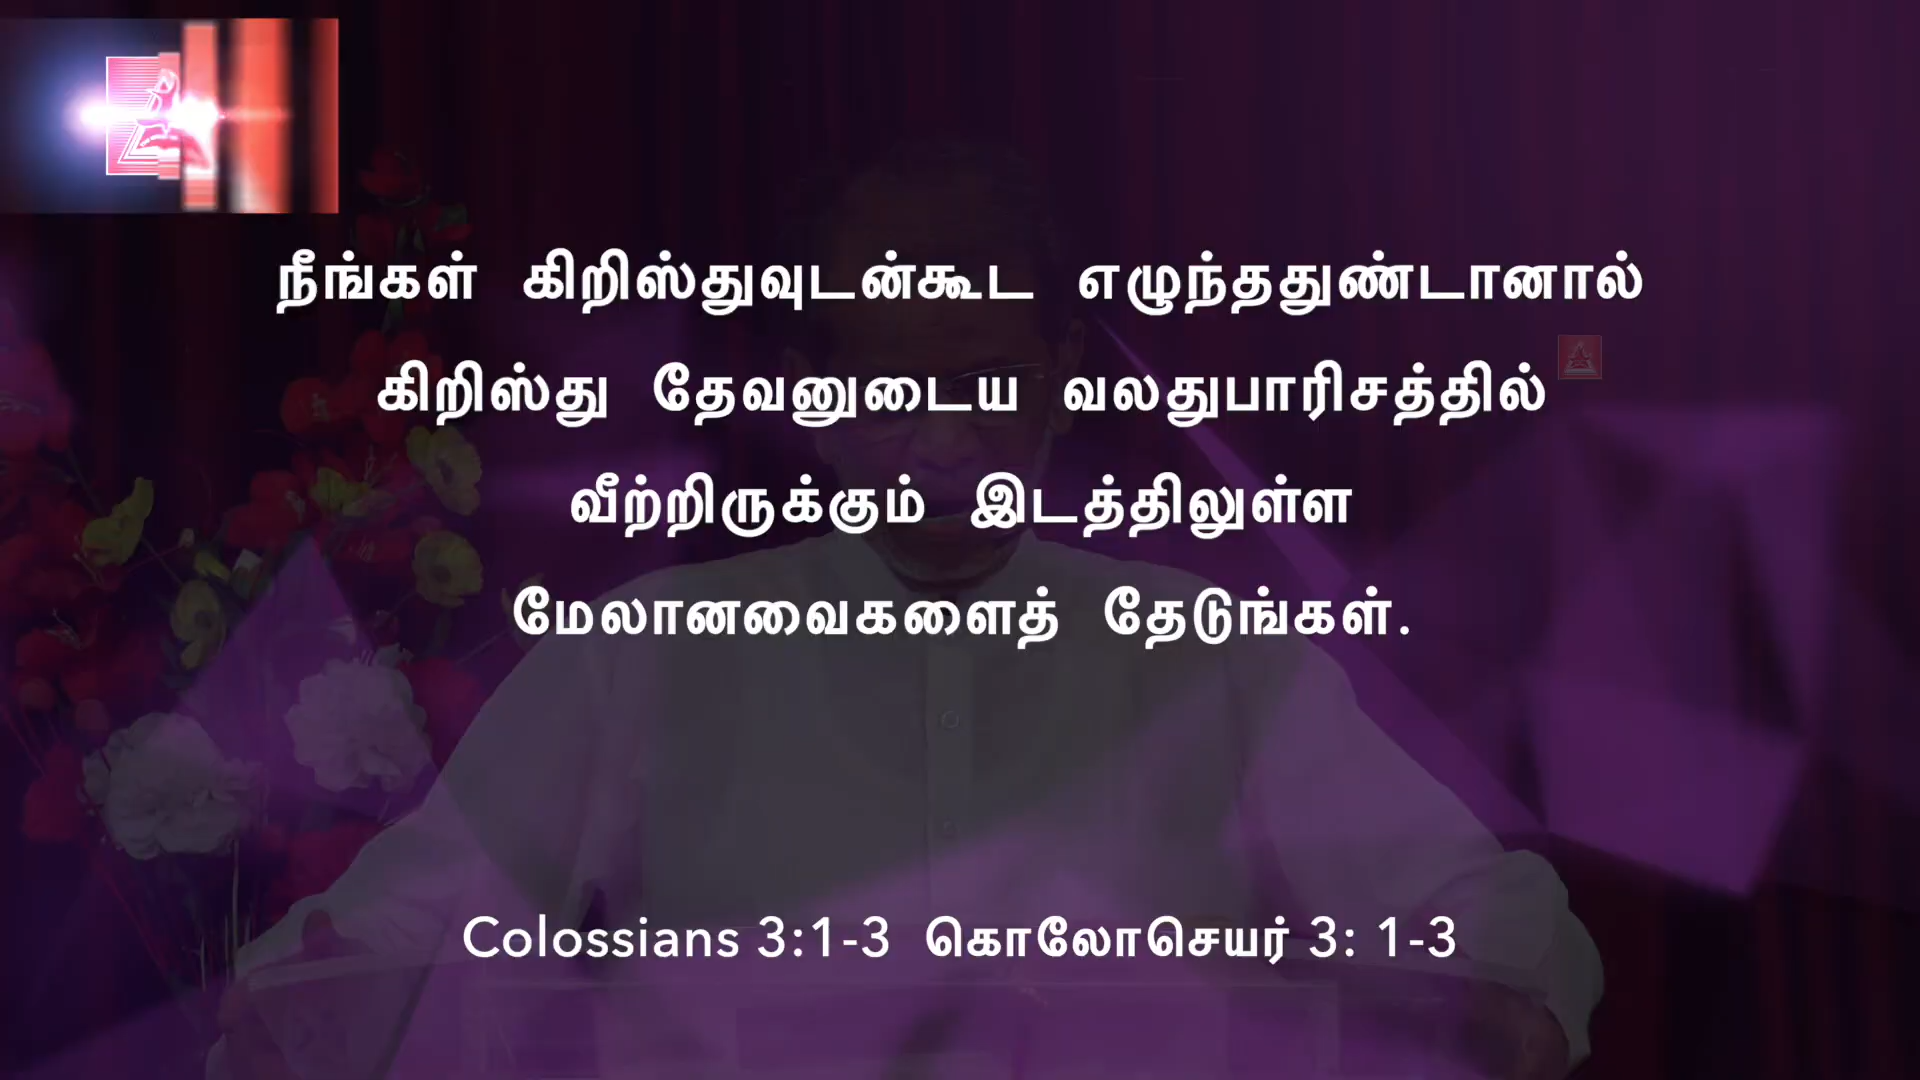 நீங்கள் கிறிஸ்துவுடன்கூட எழுந்ததுண்டானால்
கிறிஸ்து தேவனுடைய வலதுபாரிசத்தில்
வீற்றிருக்கும் இடத்திலுள்ள
மேலானவைகளைத் தேடுங்கள்.
Colossians 3:1-3 கொலோசெயர் 3: 1-3